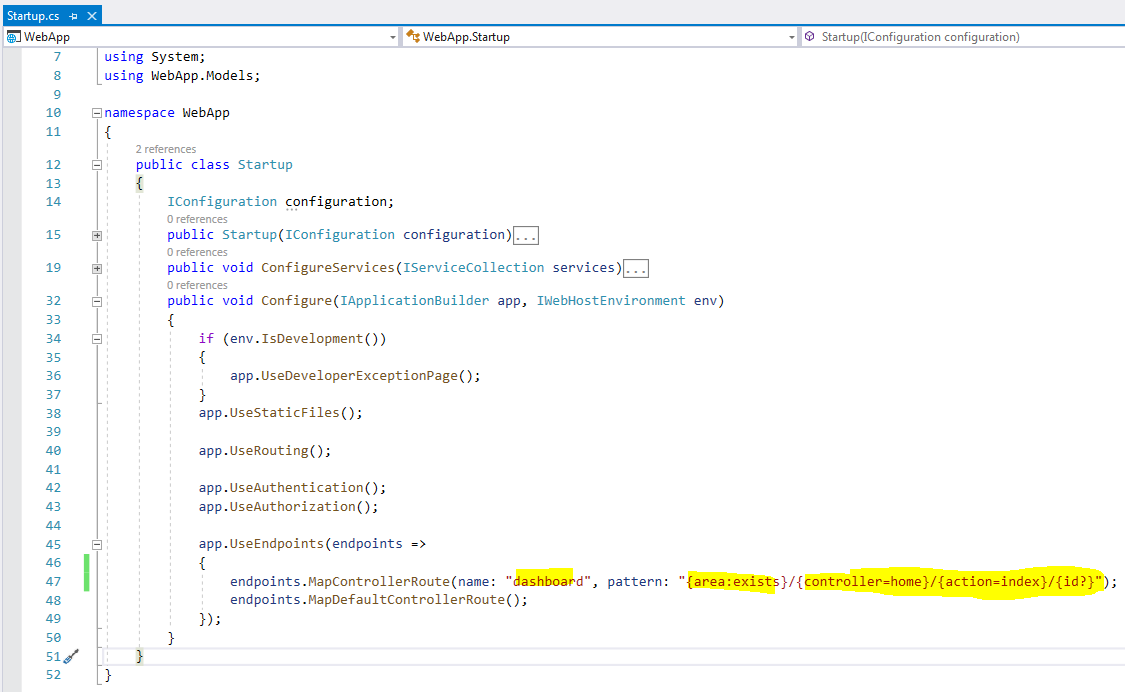 Startup.cs
WebApp WebApp.Startup Startup(IConfiguration configuration)
7 using System;
8 using WebApp.Models;
9
10 namespace WebApp
11 {
2 references
12 public class Startup
13 {
14 IConfiguration configuration;
0 references
15 public Startup(IConfiguration configuration)...
0 references
19 public void ConfigureServices(IServiceCollection services)...
0 references
32 public void Configure(IApplicationBuilder app, IWebHostEnvironment env)
33 {
34 if (env.IsDevelopment())
35 {
36 app.UseDeveloperExceptionPage();
37 }
38 app.UseStaticFiles();
39
40 app.UseRouting();
41
42 app.UseAuthentication();
43 app.UseAuthorization();
44
45 app.UseEndpoints(endpoints =>
46 {
47 endpoints.MapControllerRoute(name: "dashboard", pattern: "{area:exists}/{controller=home}/{action=index}/{id?}");
48 endpoints.MapDefaultControllerRoute();
49 });
50 }
51 }
52 }